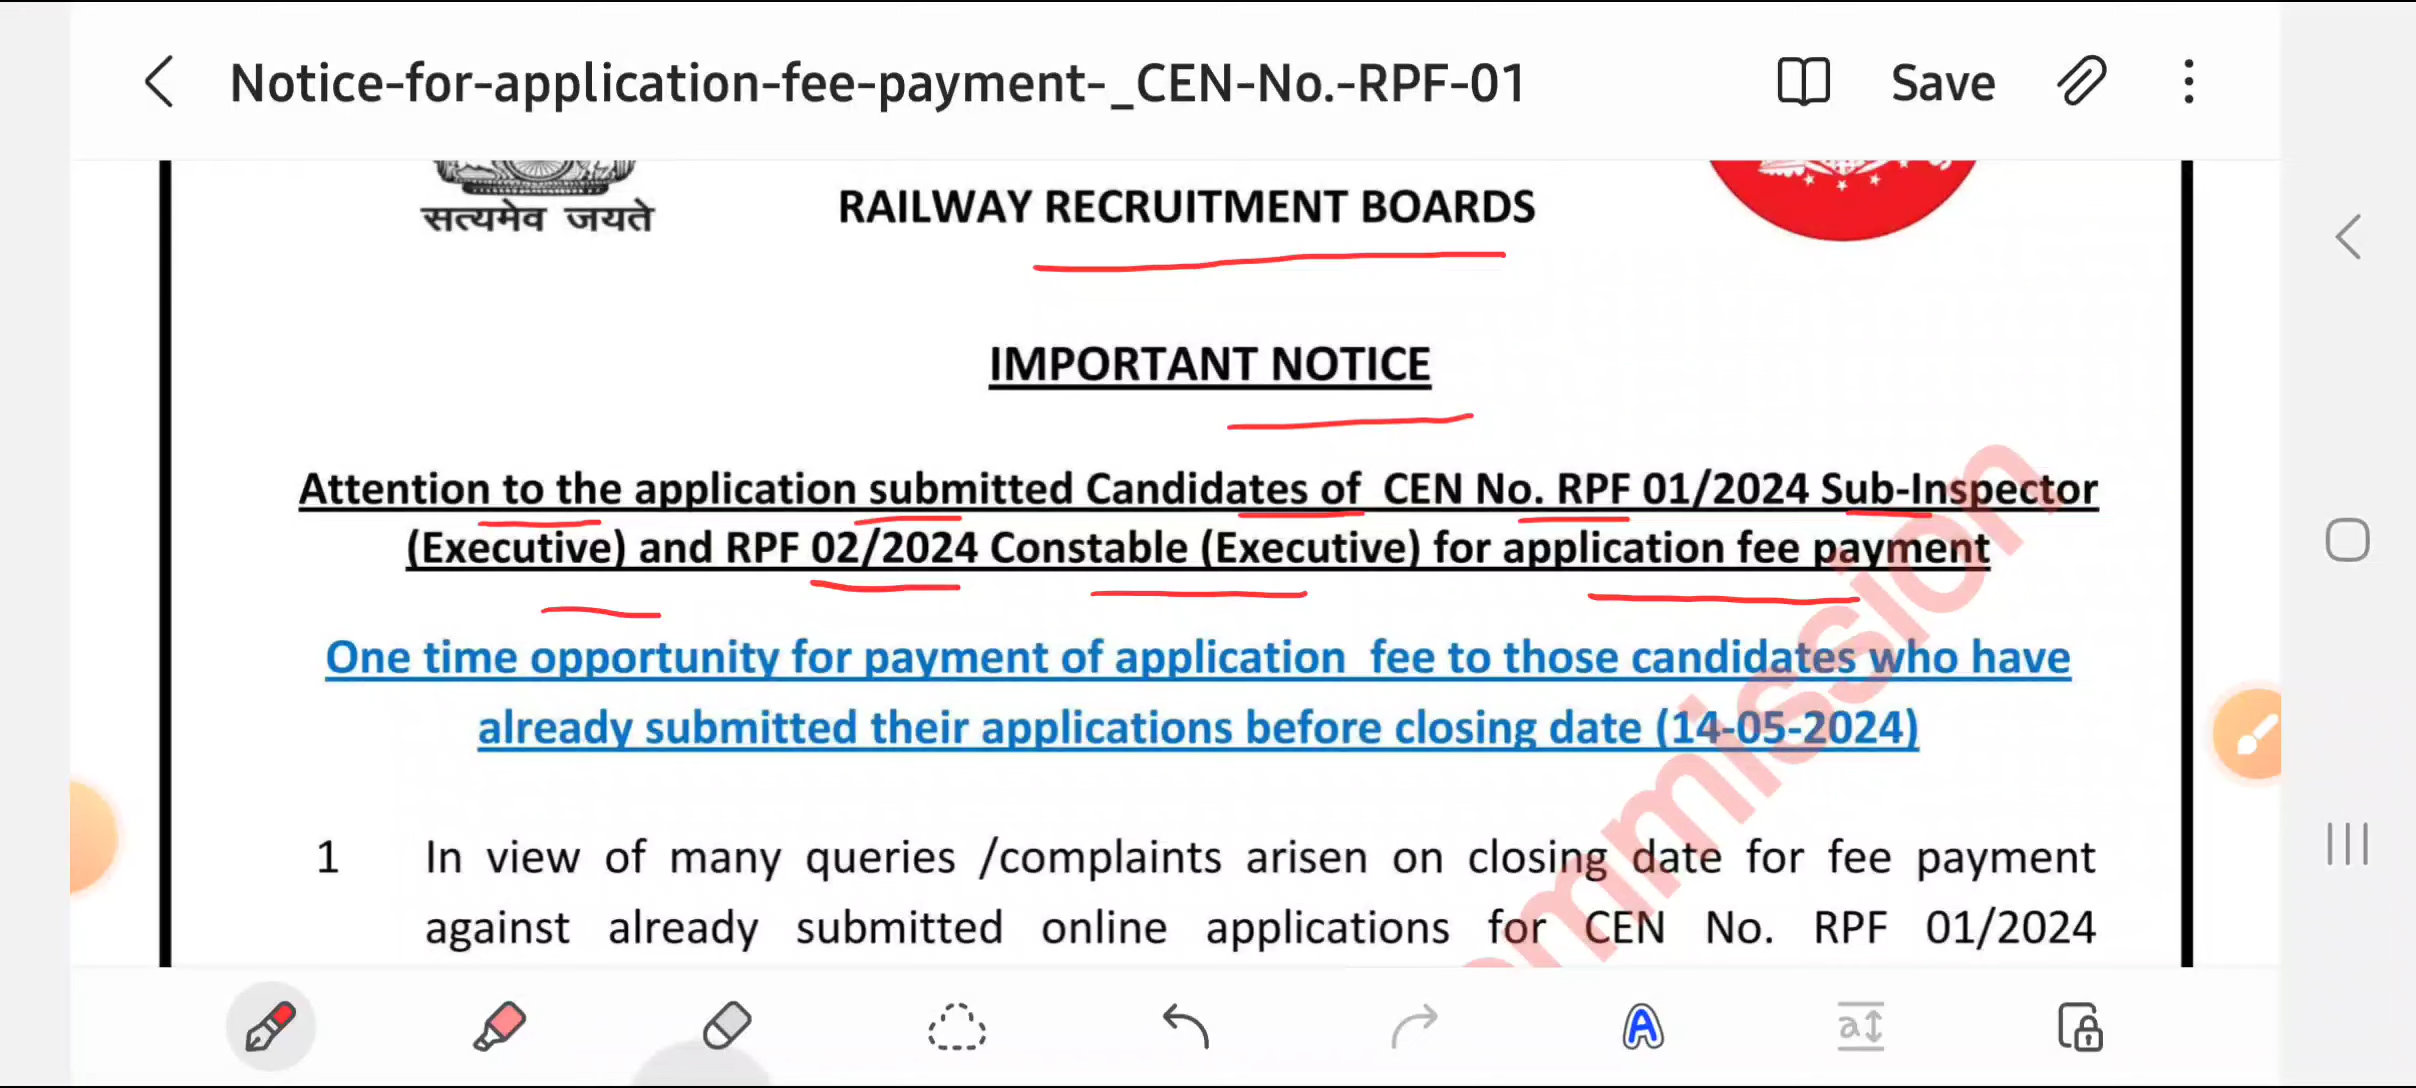 Notice-for-application-fee-payment-_CEN-No.-RPF-01
Save
सत्यमेव जयते
RAILWAY RECRUITMENT BOARDS
IMPORTANT NOTICE
Attention to the application submitted Candidates of CEN No. RPF 01/2024 Sub-Inspector
(Executive) and RPF 02/2024 Constable (Executive) for application fee payment
One time opportunity for payment of application fee to those candidates who have
already submitted their applications before closing date (14-05-2024)
1 In view of many queries /complaints arisen on closing date for fee payment
against already submitted online applications for CEN No. RPF 01/2024
mmission
A
a